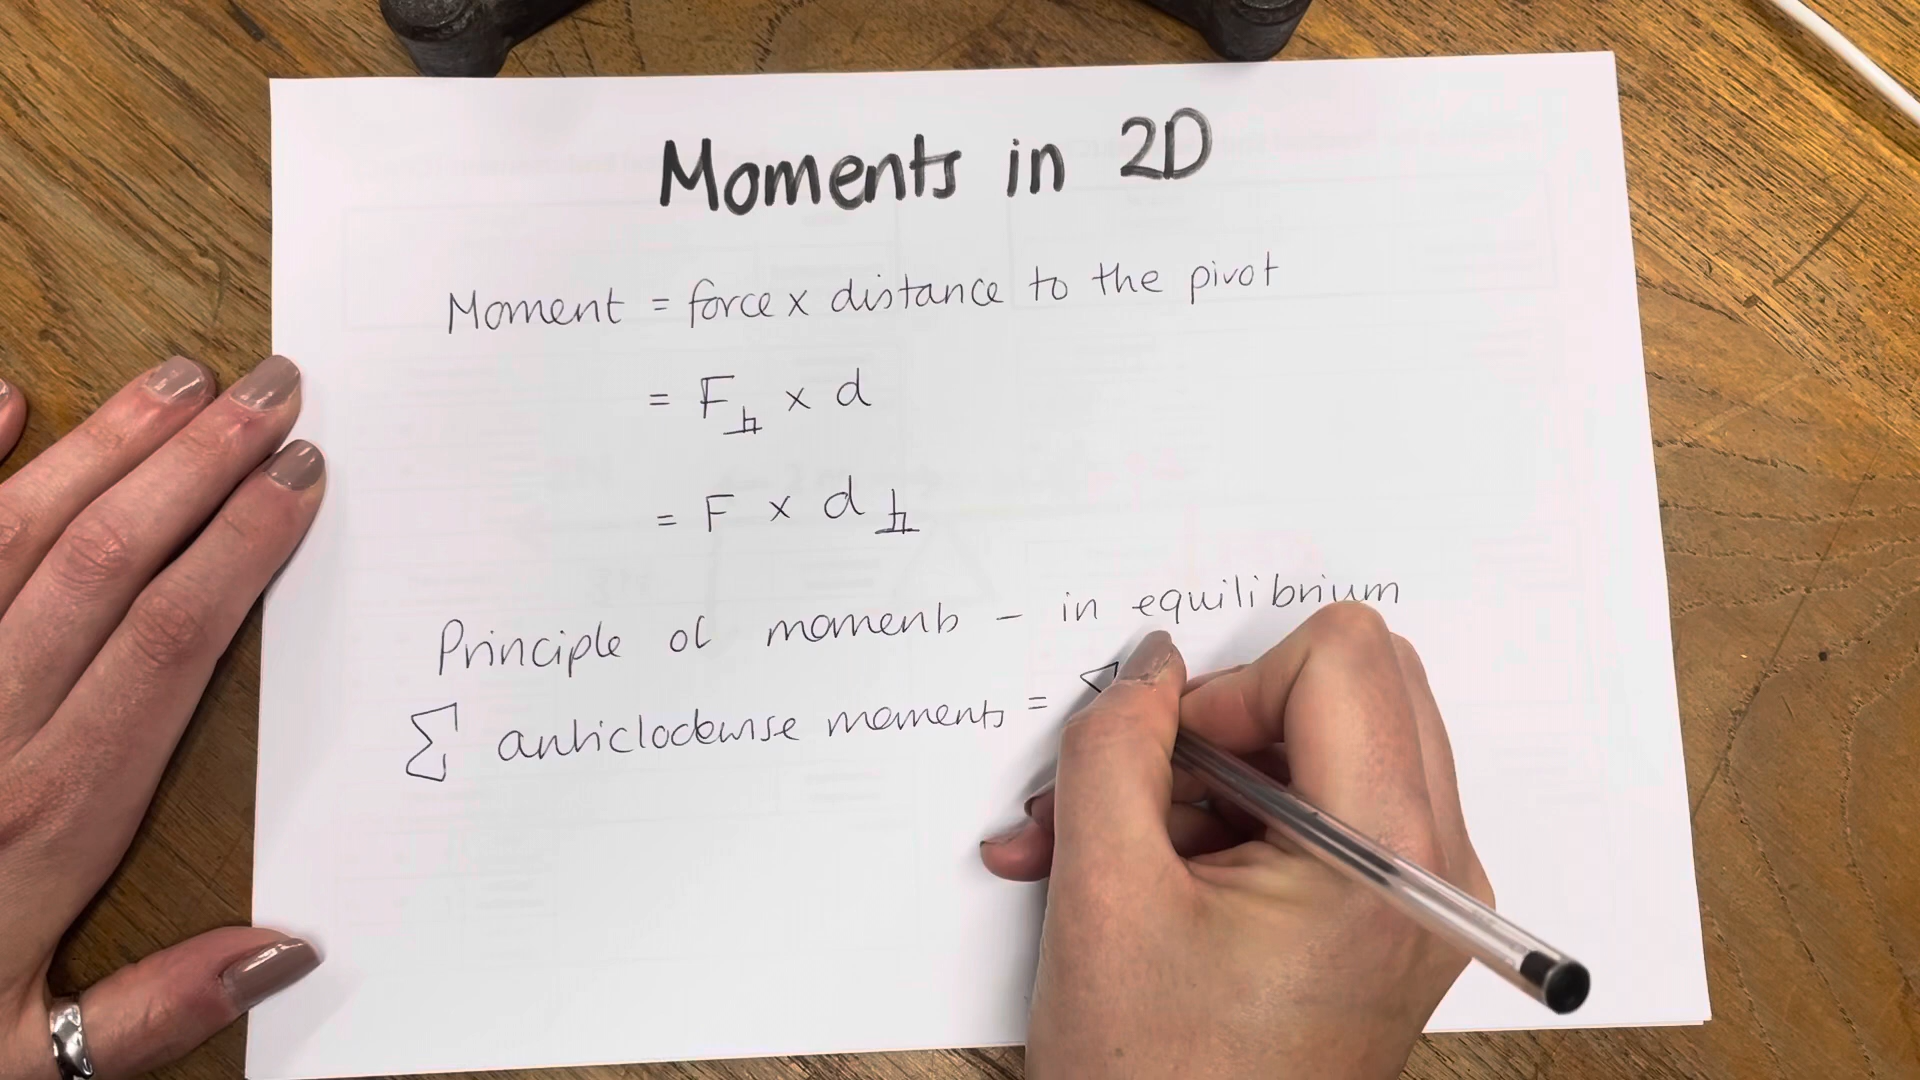 Moments in 2D
Moment = force x distance to the pivot
= F⊥ x d
= F x d⊥
Principle of moments – in equilibrium
∑ anticlockwise moments =